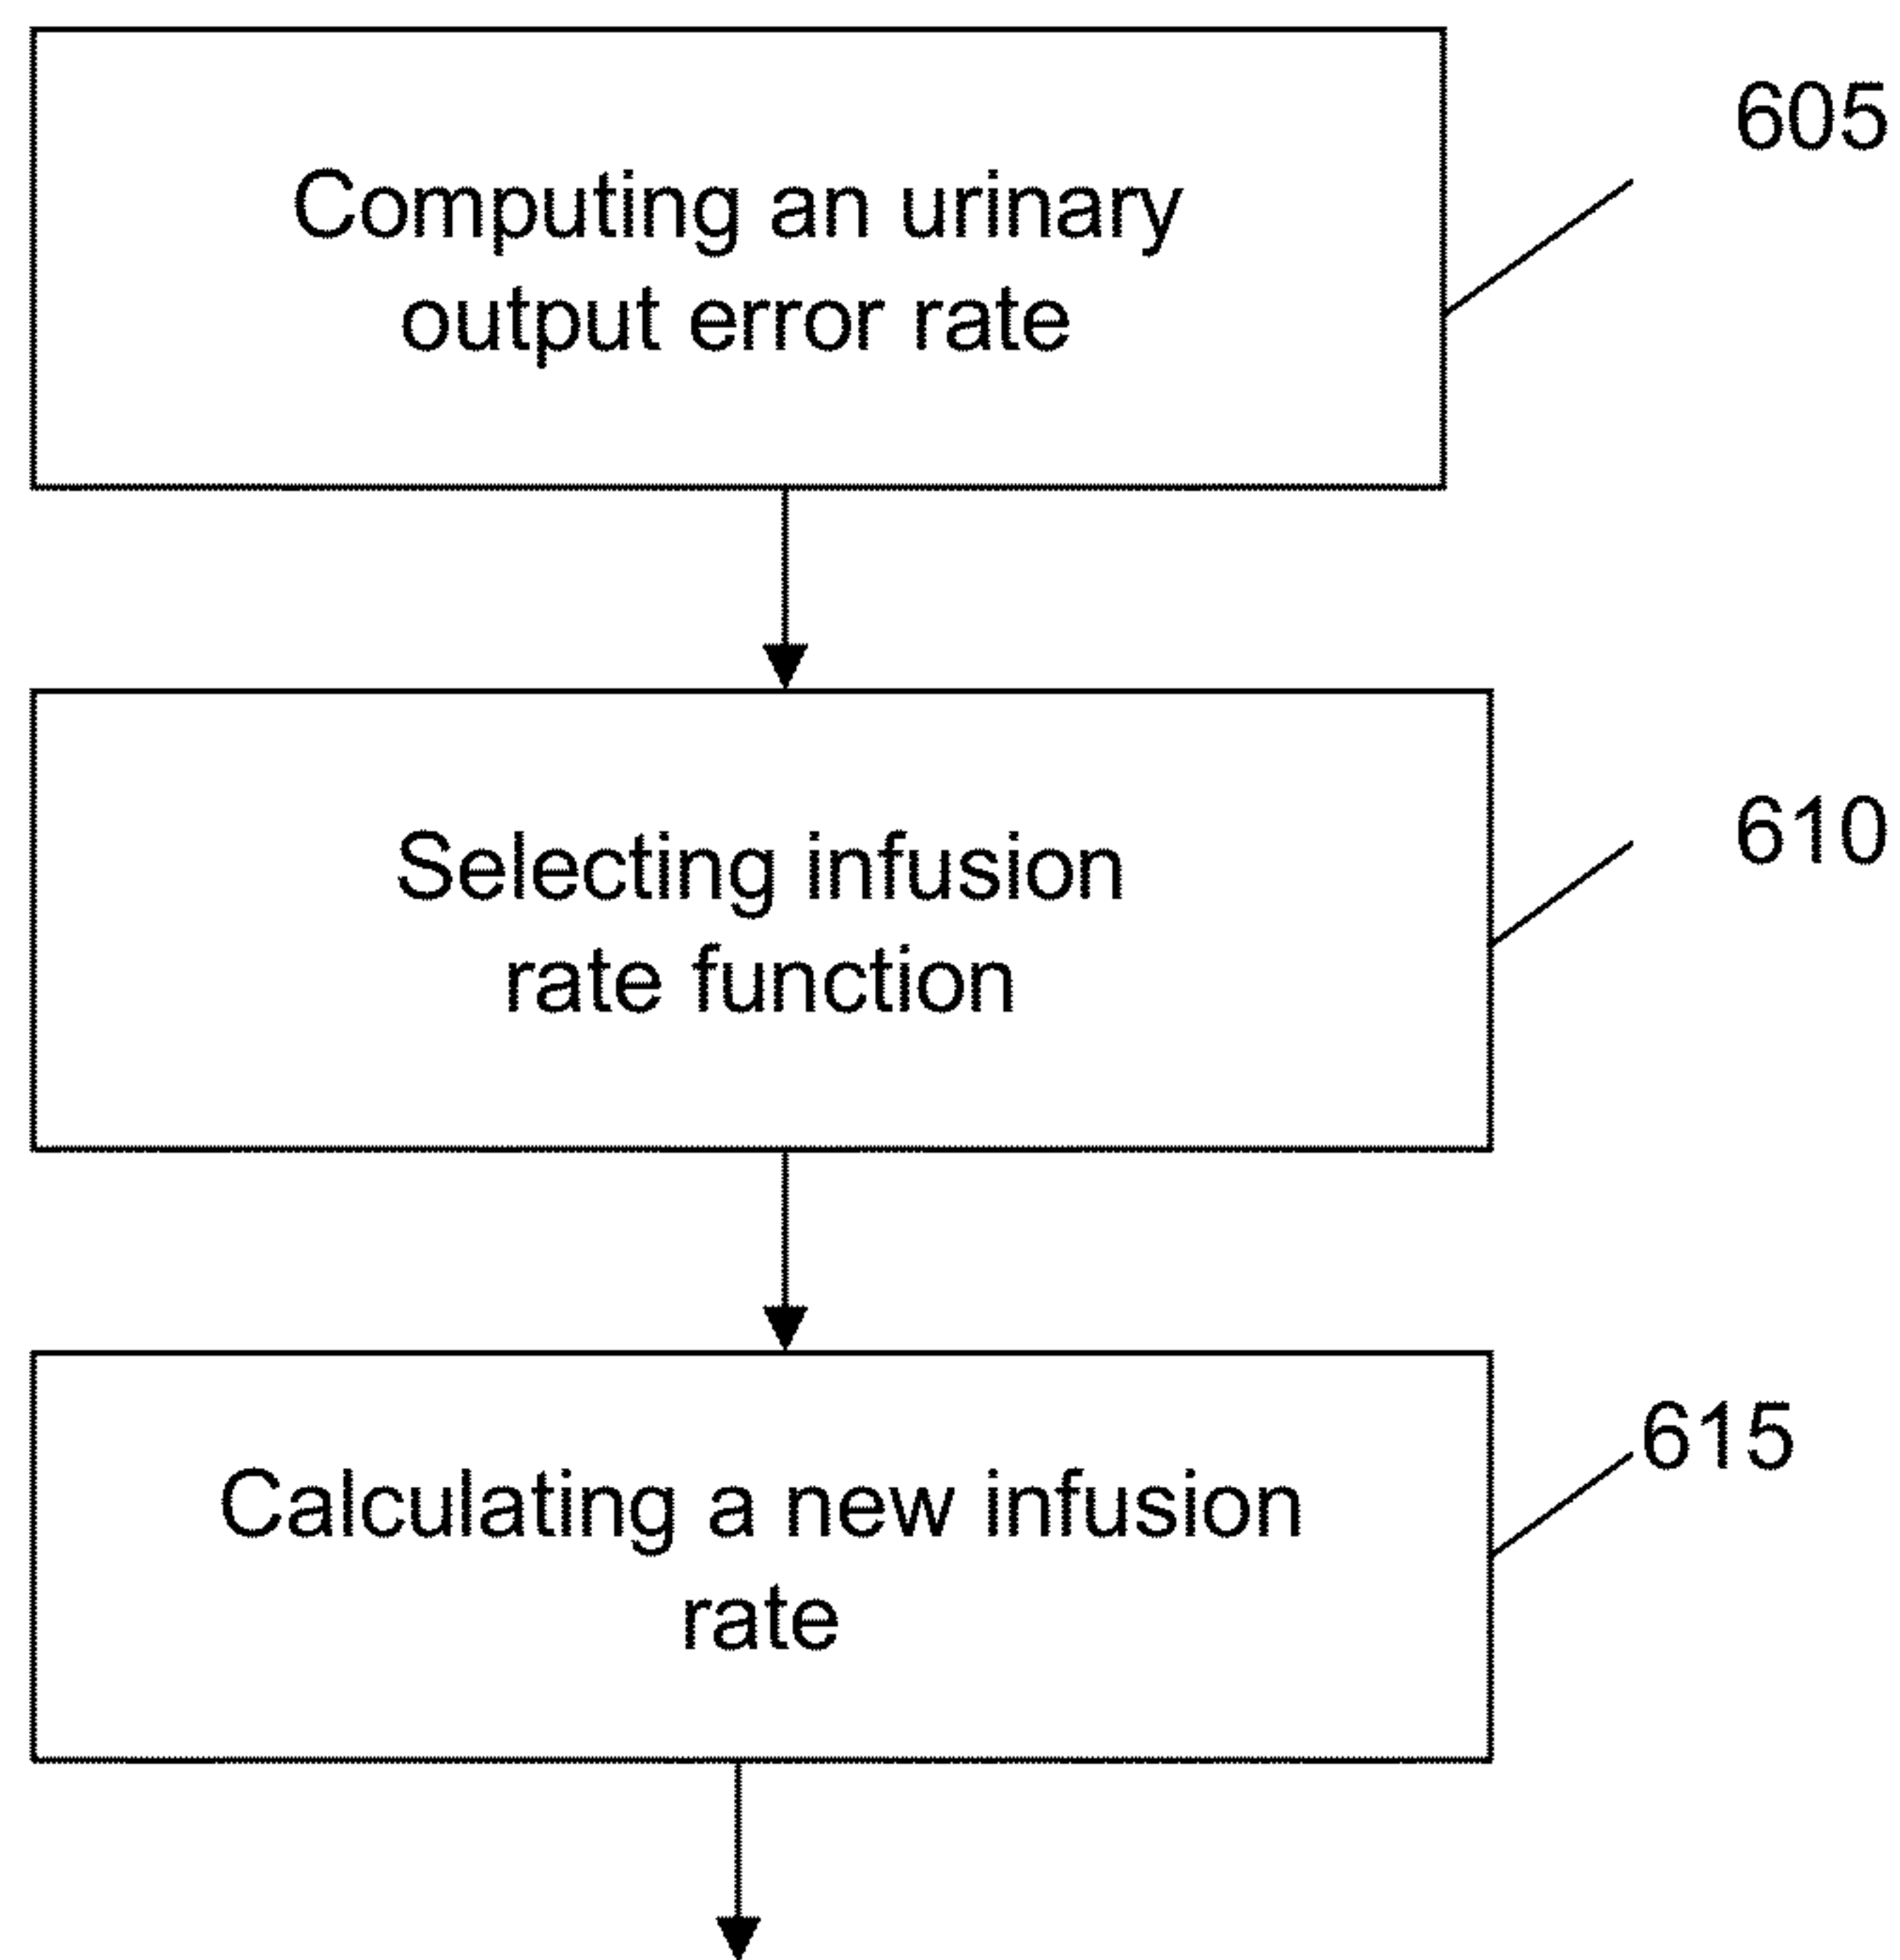 605
Computing an urinary
output error rate
610
Selecting infusion
rate function
615
Calculating a new infusion
rate